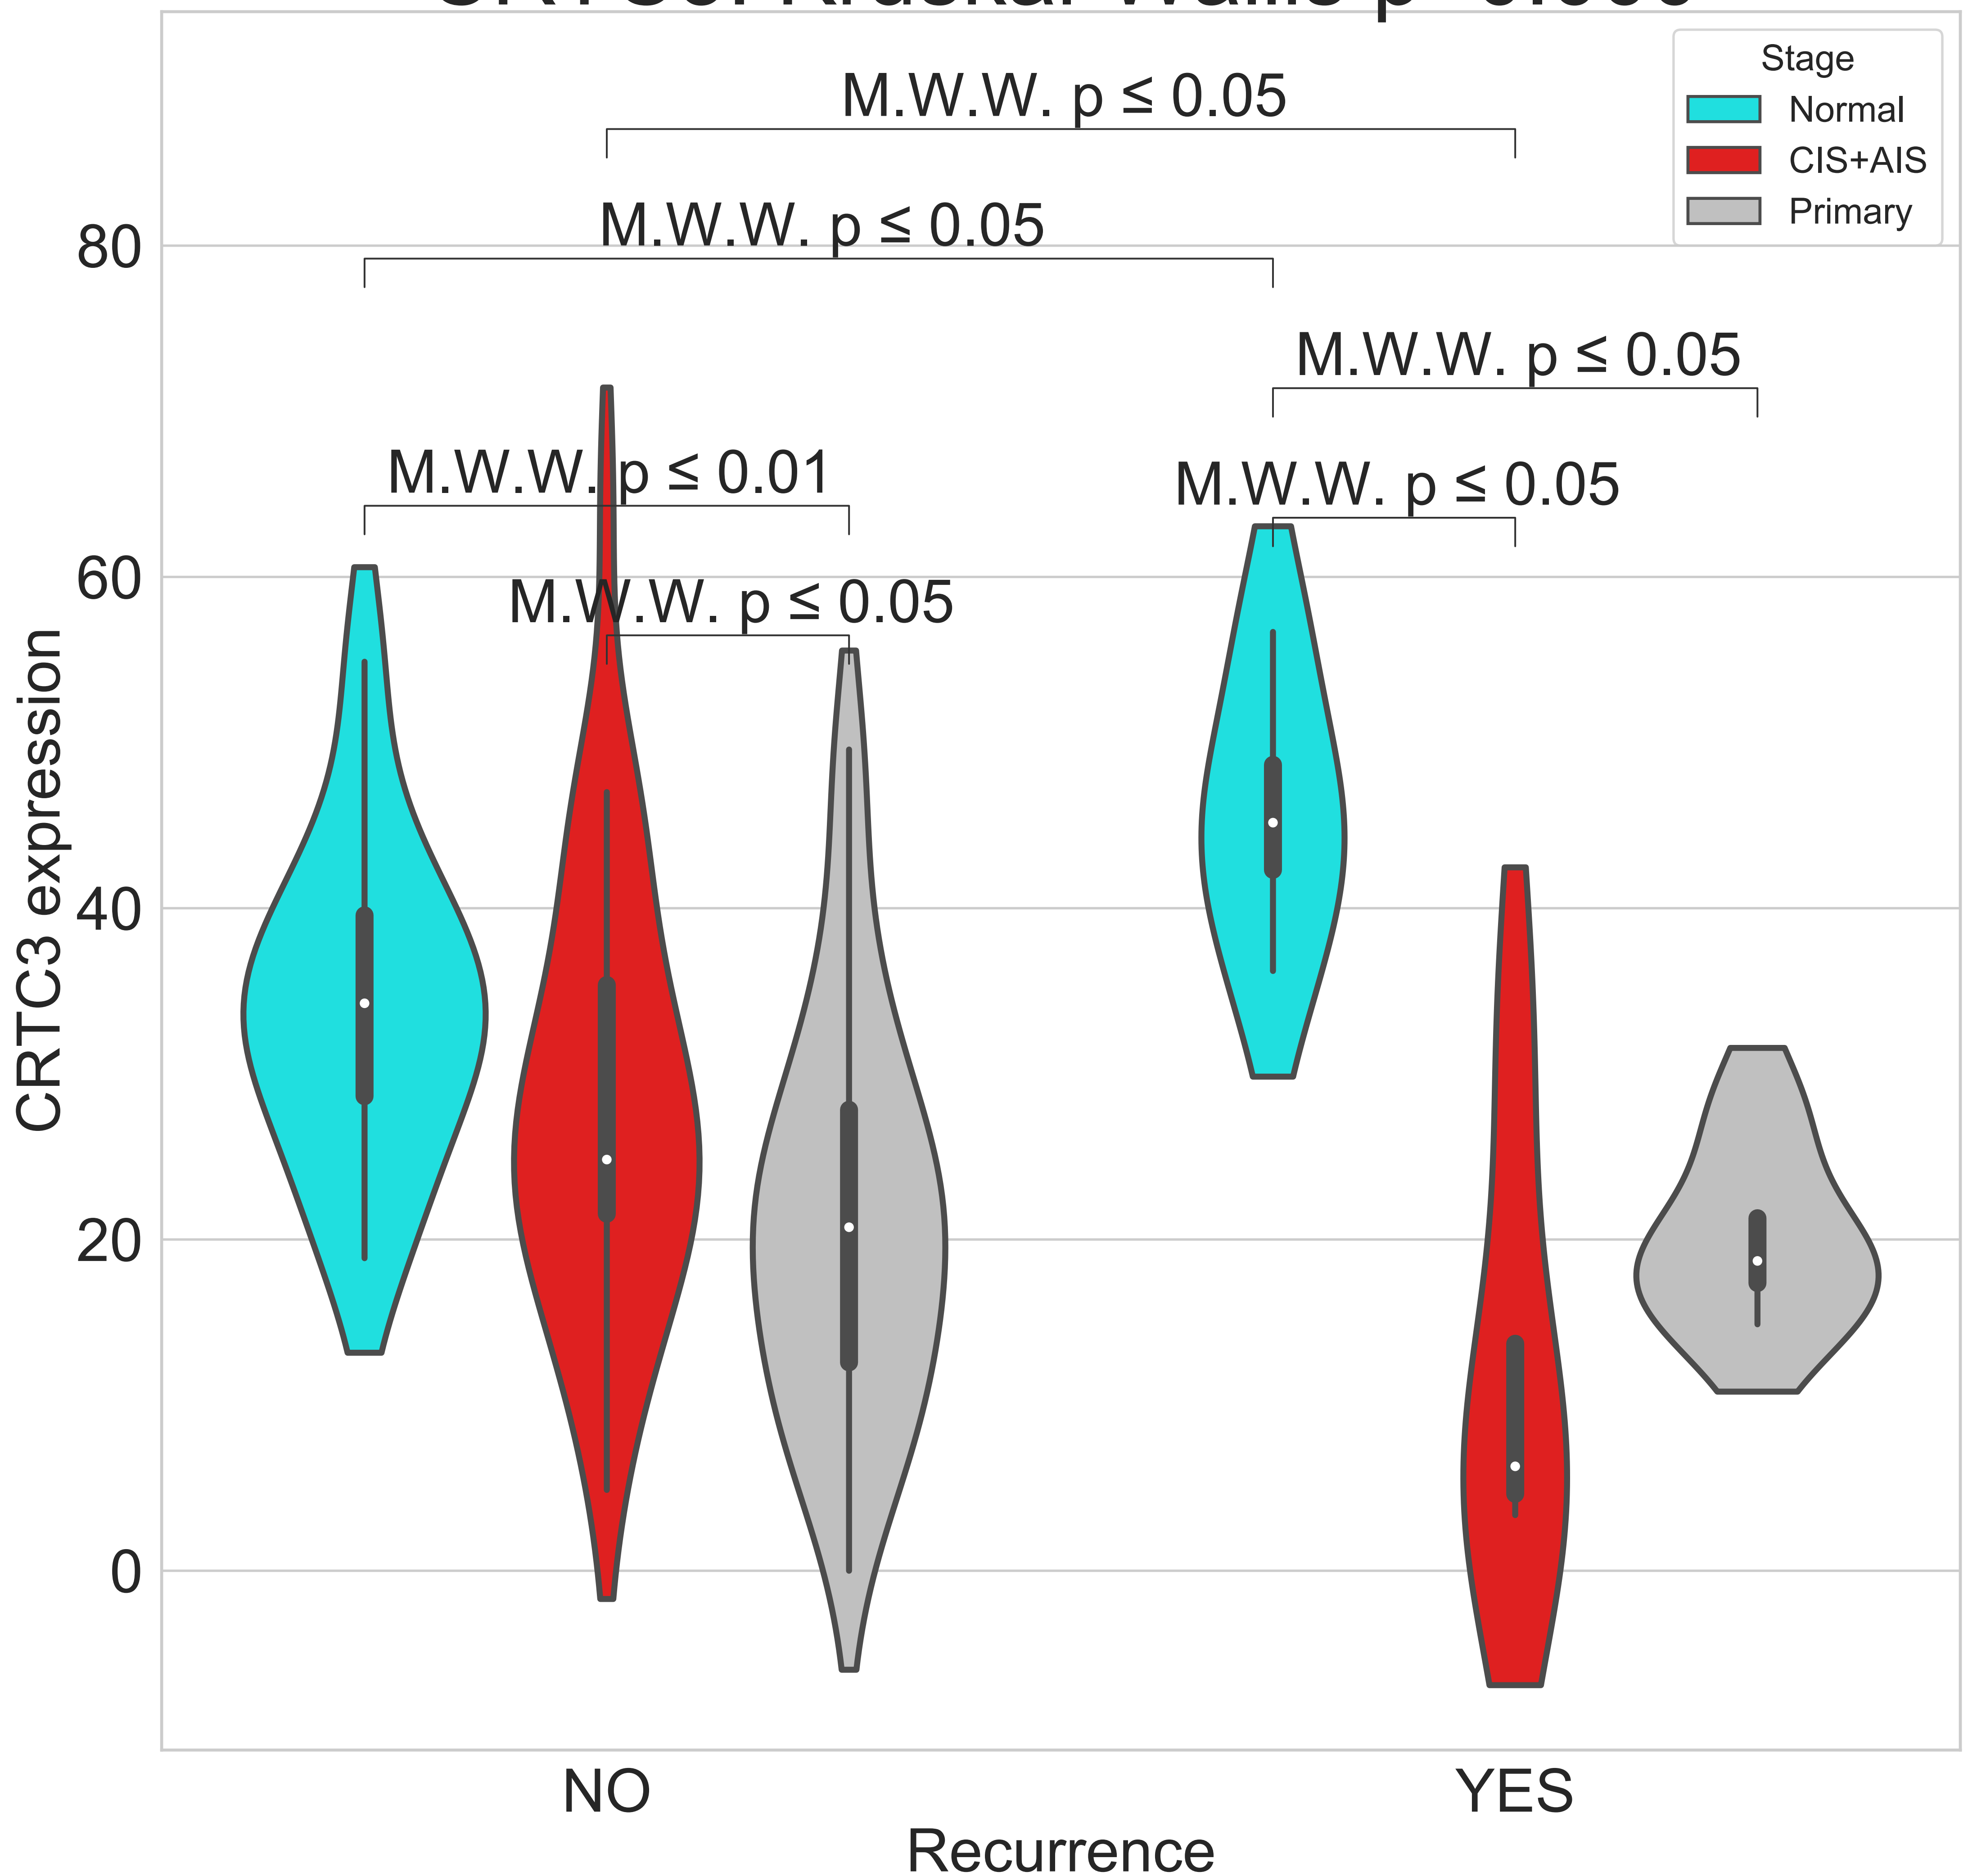 Stage
Normal
CIS+AIS
Primary
M.W.W. p ≤ 0.05
M.W.W. p ≤ 0.05
M.W.W. p ≤ 0.05
M.W.W. p ≤ 0.01
M.W.W. p ≤ 0.05
M.W.W. p ≤ 0.05
80
60
40
20
0
CRTC3 expression
NO
YES
Recurrence